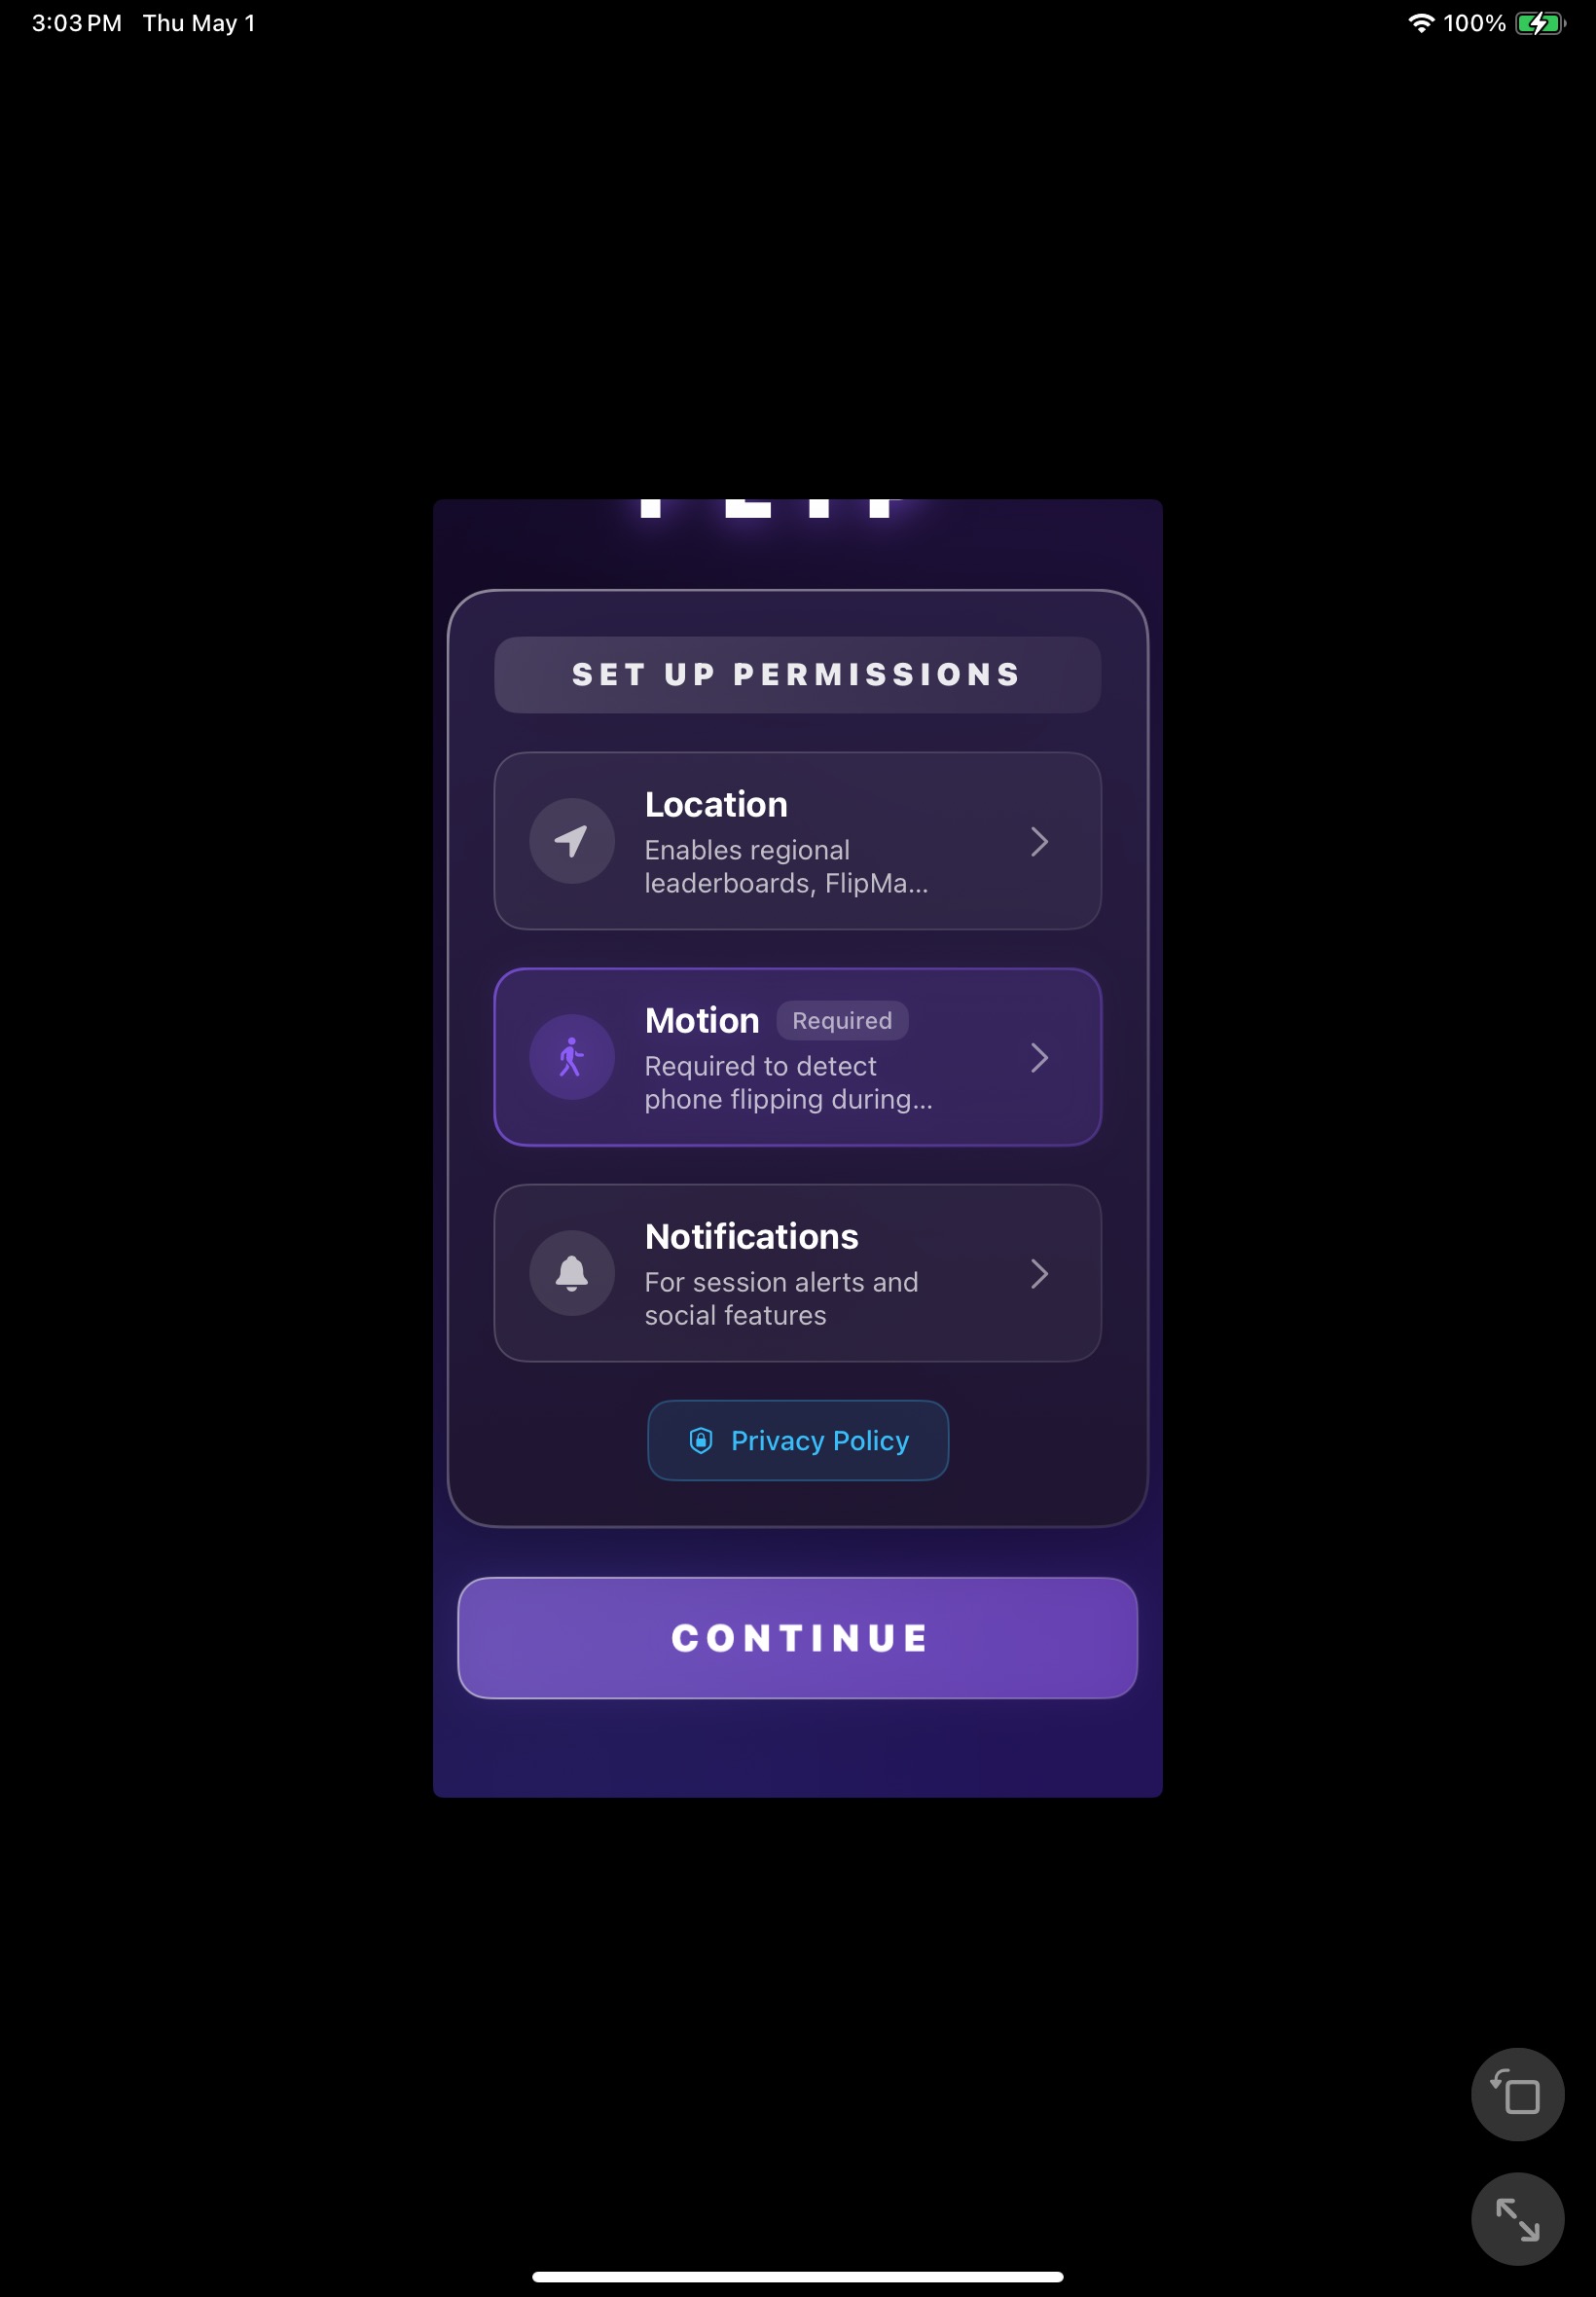 3:03 PM Thu May 1
100%
SET UP PERMISSIONS
Location
Enables regional
leaderboards, FlipMa...
Motion Required
Required to detect
phone flipping during...
Notifications
For session alerts and
social features
Privacy Policy
CONTINUE